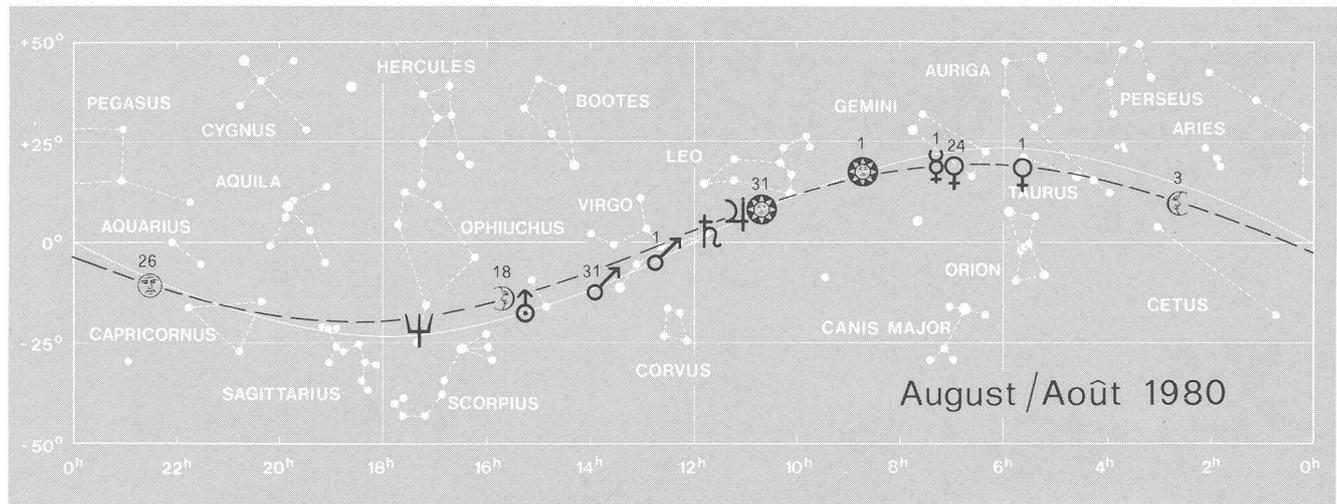 +50°
HERCULES
AURIGA
PEGASUS
BOOTES
GEMINI
PERSEUS
CYGNUS
ARIES
+25°
1
1
24
1
LEO
AQUILA
31
3
VIRGO
TAURUS
AQUARIUS
OPHIUCHUS
1
0°
26
18
31
ORION
CETUS
CAPRICORNUS
CANIS MAJOR
-25°
CORVUS
SAGITTARIUS
SCORPIUS
August/Août 1980
-50°
0h 22h 20h 18h 16h 14h 12h 10h 8h 6h 4h 2h 0h